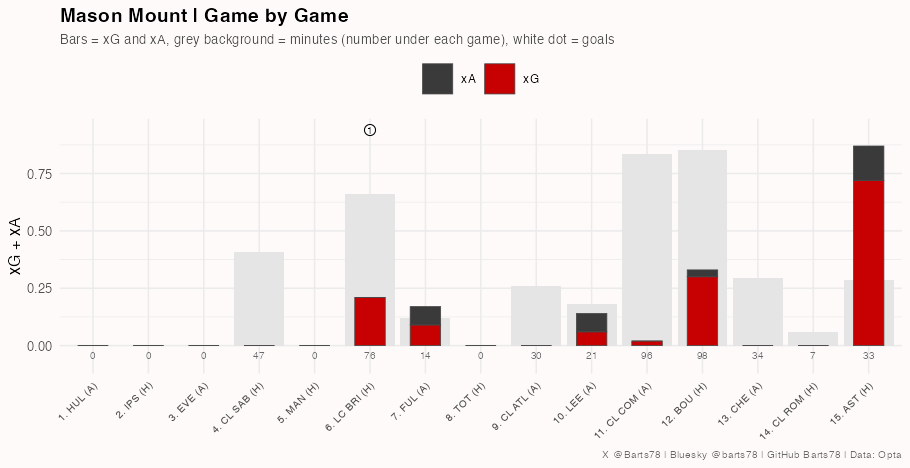 Mason Mount | Game by Game
Bars = xG and xA, grey background = minutes (number under each game), white dot = goals
xA xG
1
xG + xA
0.75
0.50
0.25
0.00
0 0 0 47 0 76 14 0 30 21 96 98 34 7 33
1. HUL (A)
2. IPS (H)
3. EVE (A)
4. CL SAB (H)
5. MAN (H)
6. LC BRI (H)
7. FUL (A)
8. TOT (H)
9. CL ATL (A)
10. LEE (A)
11. CL COM (A)
12. BOU (H)
13. CHE (A)
14. CL ROM (H)
15. AST (H)
X @Barts78 | Bluesky @barts78 | GitHub Barts78 | Data: Opta